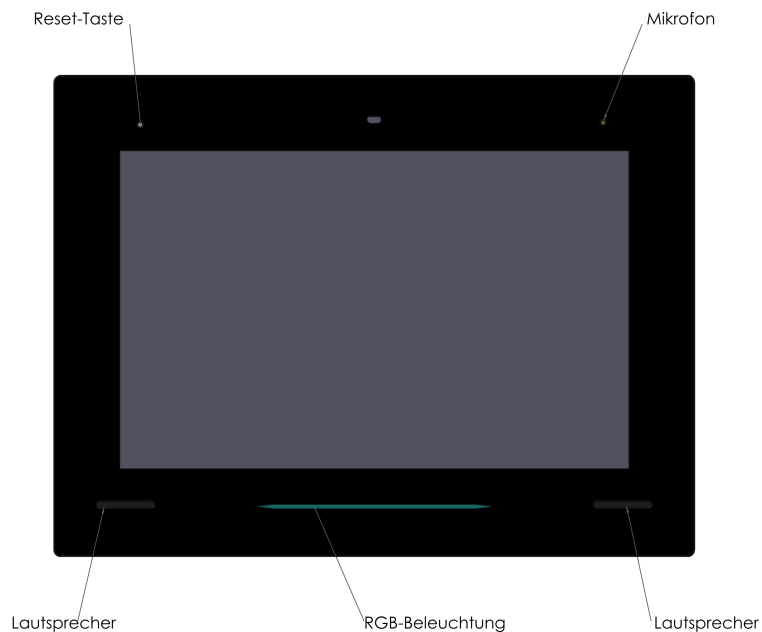 Reset-Taste
Mikrofon
Lautsprecher
RGB-Beleuchtung
Lautsprecher